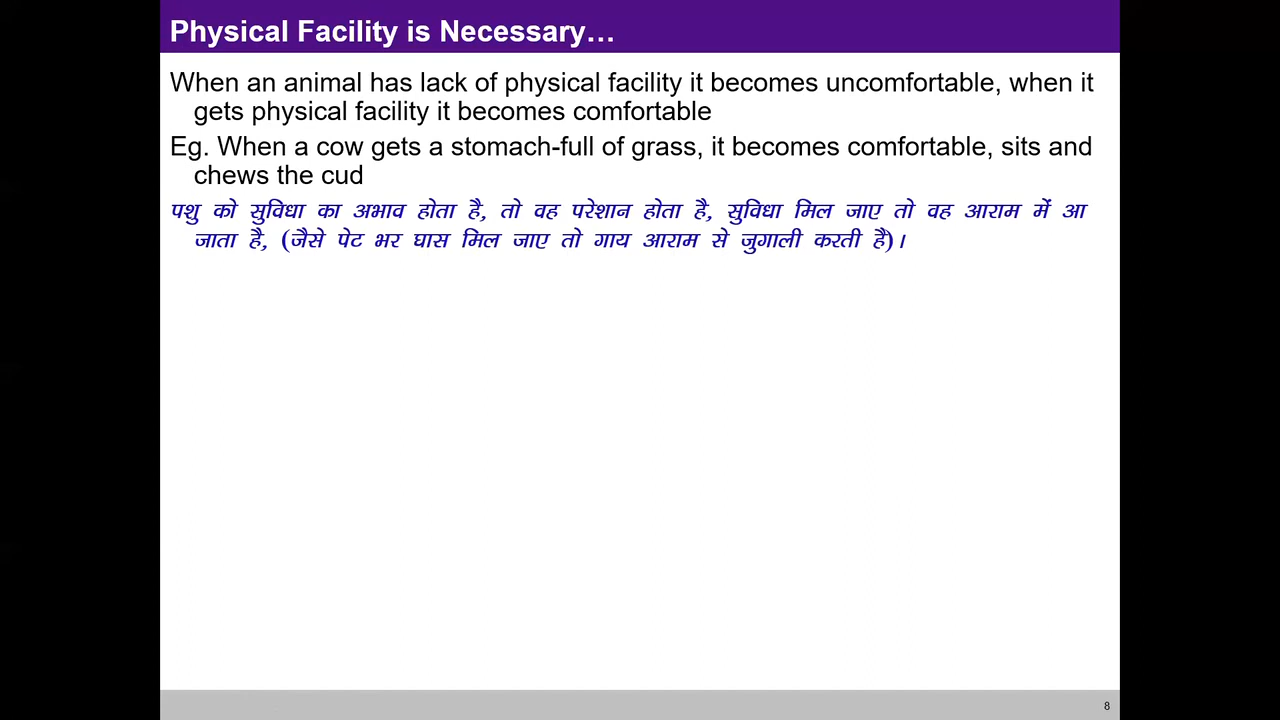 Physical Facility is Necessary…
When an animal has lack of physical facility it becomes uncomfortable, when it
gets physical facility it becomes comfortable
Eg. When a cow gets a stomach-full of grass, it becomes comfortable, sits and
chews the cud
पशु को सुविधा का अभाव होता है, तो वह परेशान होता है, सुविधा मिल जाए तो वह आराम में आ
जाता है, (जैसे पेट भर घास मिल जाए तो गाय आराम से जुगाली करती है)।
8